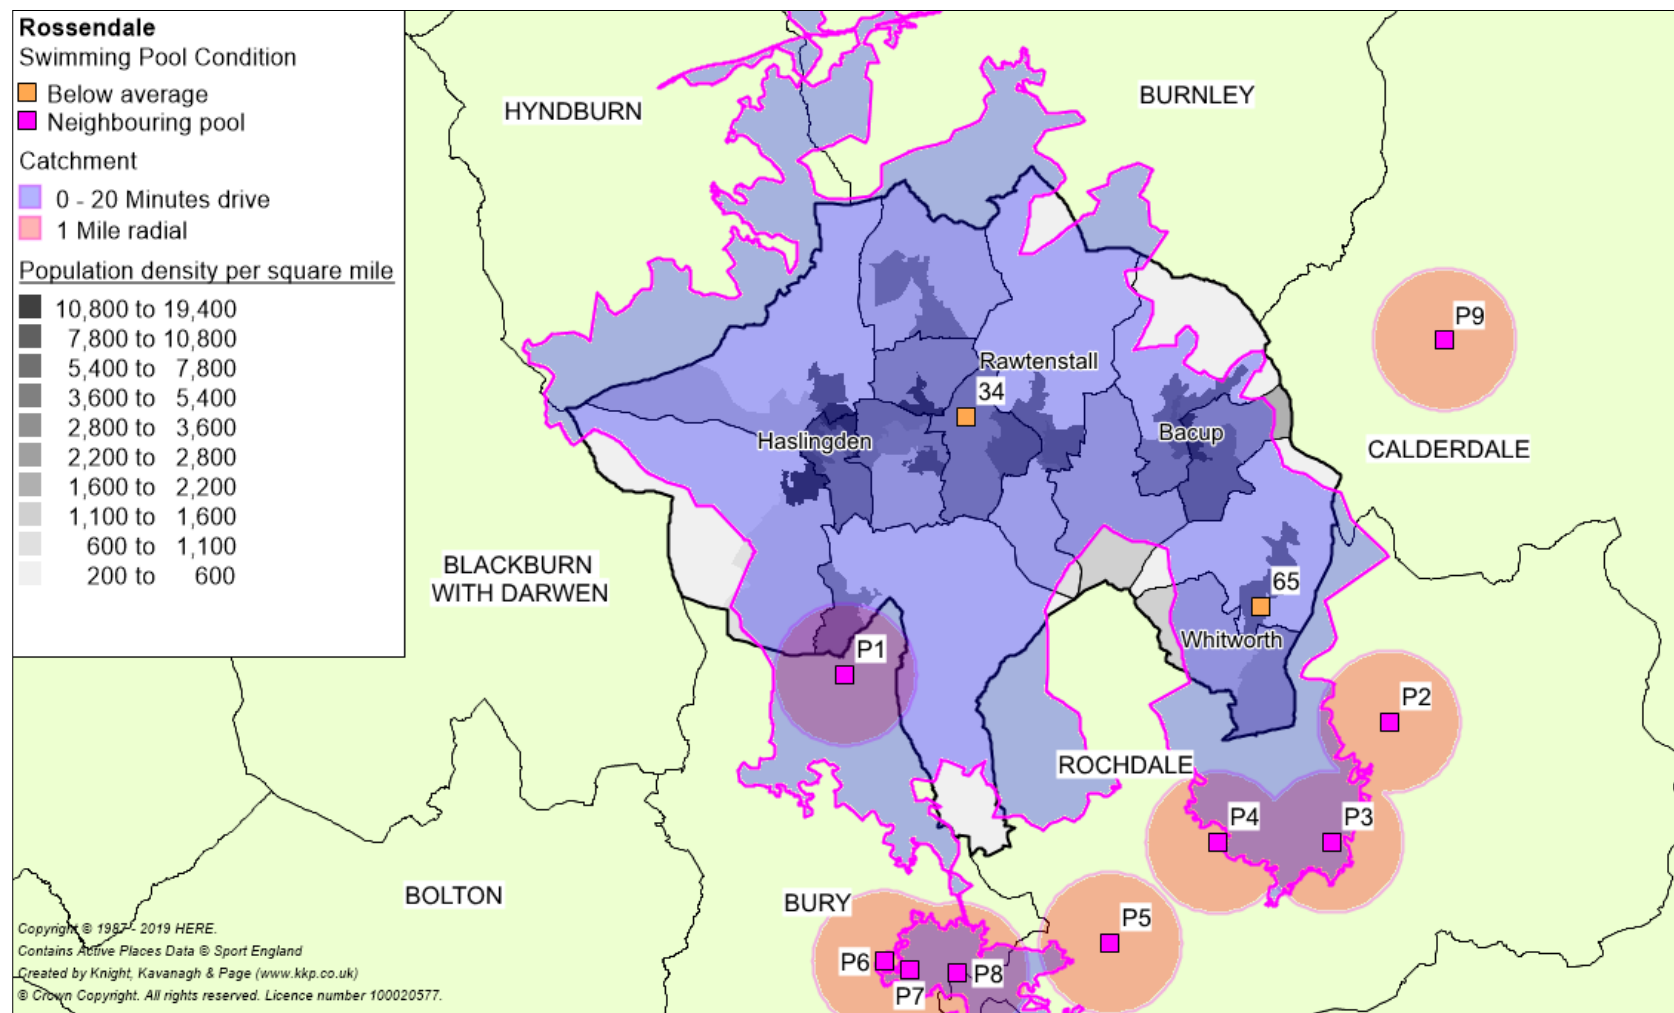 Rossendale
Swimming Pool Condition
Below average
Neighbouring pool
Catchment
0 - 20 Minutes drive
1 Mile radial
Population density per square mile
10,800 to 19,400
7,800 to 10,800
5,400 to 7,800
3,600 to 5,400
2,800 to 3,600
2,200 to 2,800
1,600 to 2,200
1,100 to 1,600
600 to 1,100
200 to 600
HYNDBURN
BURNLEY
P9
Rawtenstall
34
Haslingden
Bacup
CALDERDALE
BLACKBURN
WITH DARWEN
65
Whitworth
P1
P2
ROCHDALE
P4
P3
BOLTON
BURY
P5
P6
P7
P8
Copyright © 1987 - 2019 HERE.
Contains Active Places Data © Sport England
Created by Knight, Kavanagh & Page (www.kkp.co.uk)
© Crown Copyright. All rights reserved. Licence number 100020577.